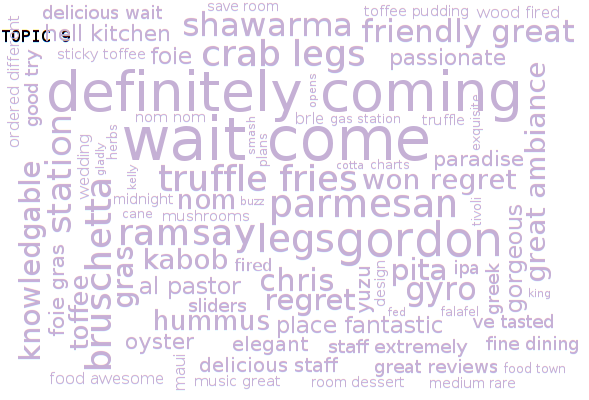 save room
toffee pudding
wood fired
delicious wait
shawarma
friendly great
TOPIC 9
hell kitchen
sticky toffee
foie
crab legs
passionate
ordered different
good try
definitely coming
opens
nom nom
brle
gas station
truffle
exquisite
great ambiance
station
wedding
gladly
herbs
wait come
smash
plans
kelly
cotta
charts
paradise
knowledgable
truffle fries
won regret
midnight
nom
buzz
parmesan
tivoli
cane
mushrooms
bruschetta
ramsay
legs
gordon
gorgeous
foie gras
toffee
gras
kabob
fired
chris
yuzu
design
pita
ipa
greek
al pastor
regret
gyro
king
sliders
fed
falafel
hummus
place fantastic
ve tasted
oyster
elegant
staff extremely
fine dining
maui
delicious staff
great reviews
food town
food awesome
music great
room dessert
medium rare